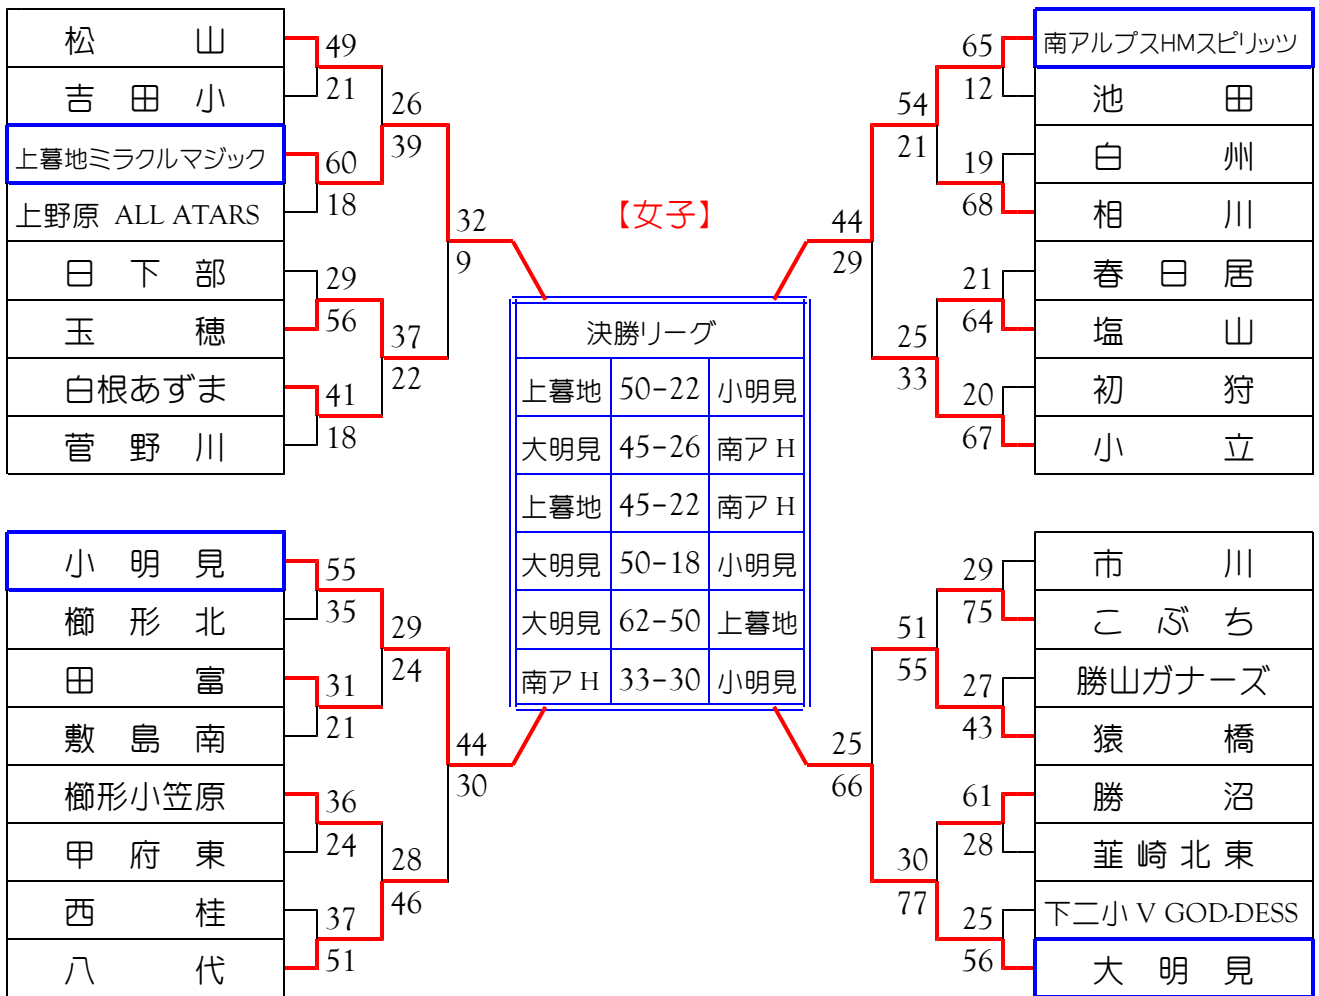 松 山
49
21
吉 田 小
26
39
上暮地ミラクルマジック
60
18
上野原 ALL ATARS
32
9
日 下 部
29
56
玉 穂
37
22
白根あずま
41
18
菅 野 川
小 明 見
55
35
櫛 形 北
29
24
田 富
31
21
敷 島 南
44
30
櫛形小笠原
36
24
甲 府 東
28
46
西 桂
37
51
八 代
【女子】
決勝リーグ
上暮地 50-22 小明見
大明見 45-26 南ア H
上暮地 45-22 南ア H
大明見 50-18 小明見
大明見 62-50 上暮地
南ア H 33-30 小明見
65
南アルプスHMスピリッツ
12
池 田
54
21
19
白 州
68
相 川
44
29
21
春 日 居
64
塩 山
25
33
20
初 狩
67
小 立
29
市 川
75
こ ぶ ち
51
55
27
勝山ガナーズ
43
猿 橋
25
66
61
勝 沼
28
韮 崎 北 東
30
77
25
下二小 V GOD-DESS
56
大 明 見